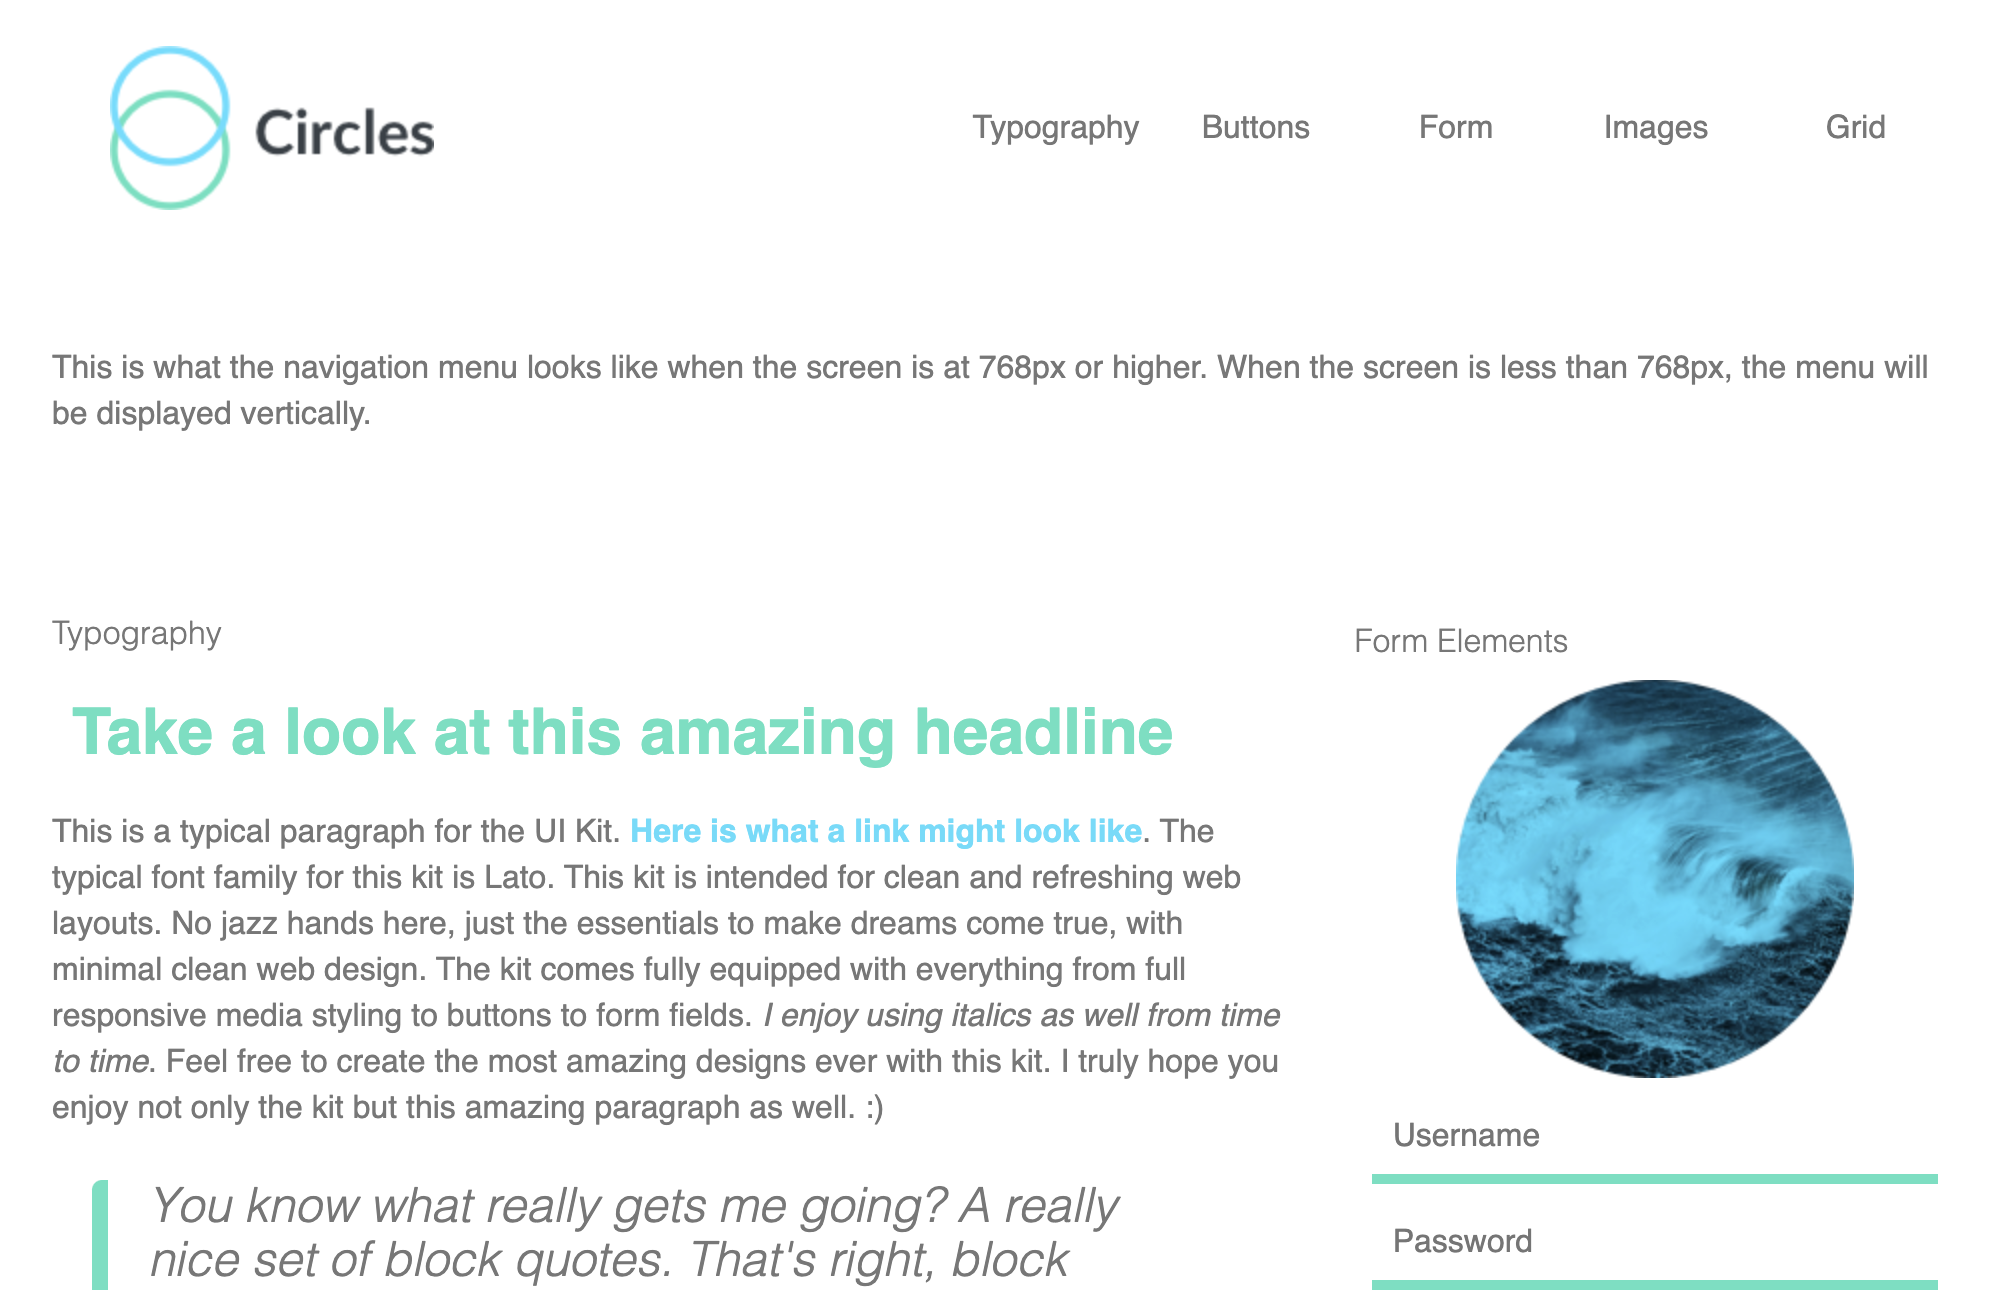 Circles
Typography
Buttons
Form
Images
Grid
This is what the navigation menu looks like when the screen is at 768px or higher. When the screen is less than 768px, the menu will
be displayed vertically.
Typography
Take a look at this amazing headline
This is a typical paragraph for the UI Kit. Here is what a link might look like. The
typical font family for this kit is Lato. This kit is intended for clean and refreshing web
layouts. No jazz hands here, just the essentials to make dreams come true, with
minimal clean web design. The kit comes fully equipped with everything from full
responsive media styling to buttons to form fields. I enjoy using italics as well from time
to time. Feel free to create the most amazing designs ever with this kit. I truly hope you
enjoy not only the kit but this amazing paragraph as well. :)
You know what really gets me going? A really
nice set of block quotes. That's right, block
Form Elements
Username
Password